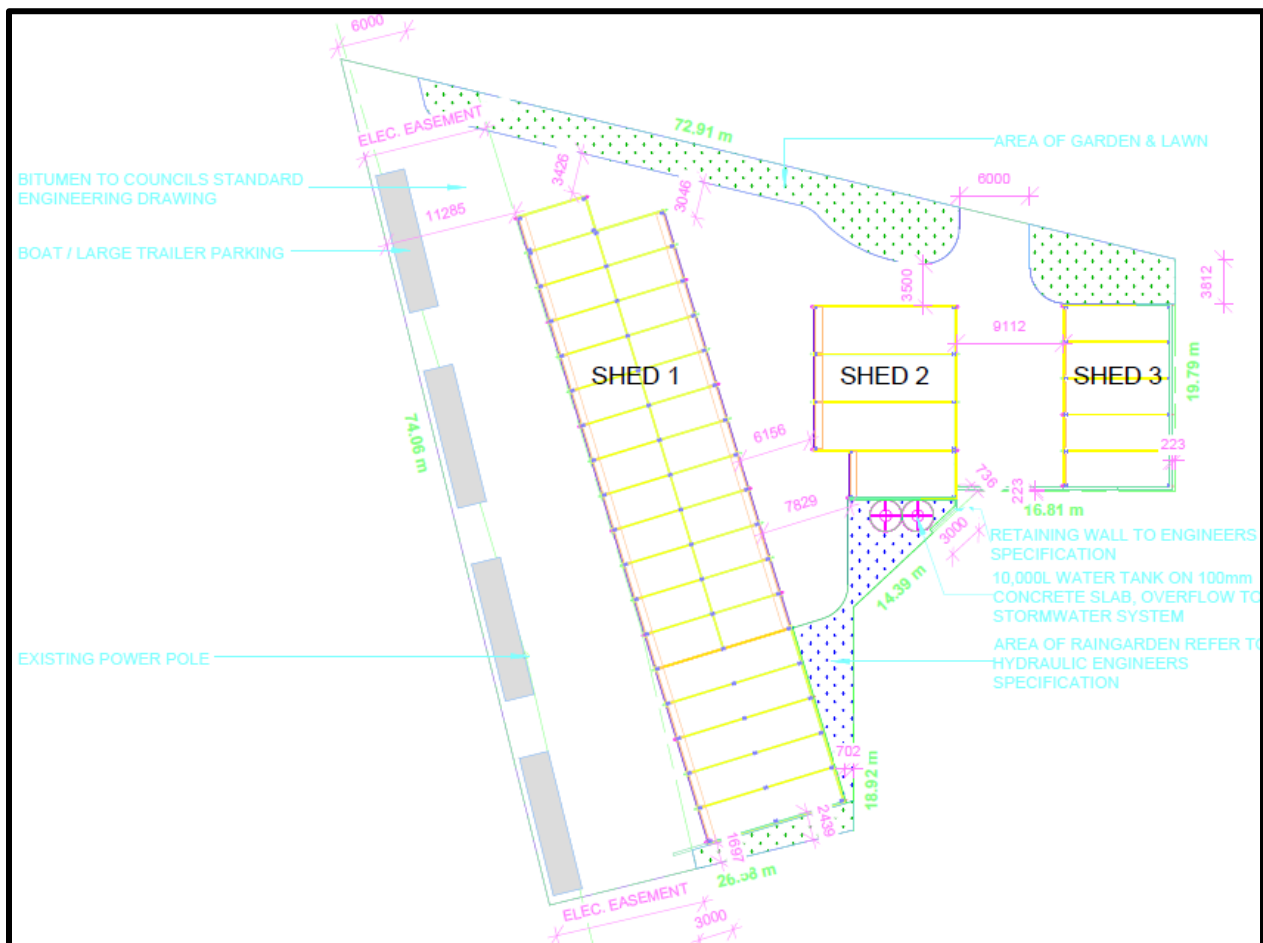 6000
ELEC. EASEMENT
72.91 m
AREA OF GARDEN & LAWN
BITUMEN TO COUNCILS STANDARD
ENGINEERING DRAWING
3426
3046
6000
11285
BOAT / LARGE TRAILER PARKING
3500
3812
9112
SHED 1
SHED 2
SHED 3
19.79 m
74.06 m
6156
223
736
223
7829
16.81 m
3000
RETAINING WALL TO ENGINEERS
SPECIFICATION
14.39 m
10,000L WATER TANK ON 100mm
CONCRETE SLAB, OVERFLOW TO
STORMWATER SYSTEM
EXISTING POWER POLE
AREA OF RAINGARDEN REFER TO
HYDRAULIC ENGINEERS
SPECIFICATION
702
18.92 m
2439
1697
26.58 m
ELEC. EASEMENT
3000